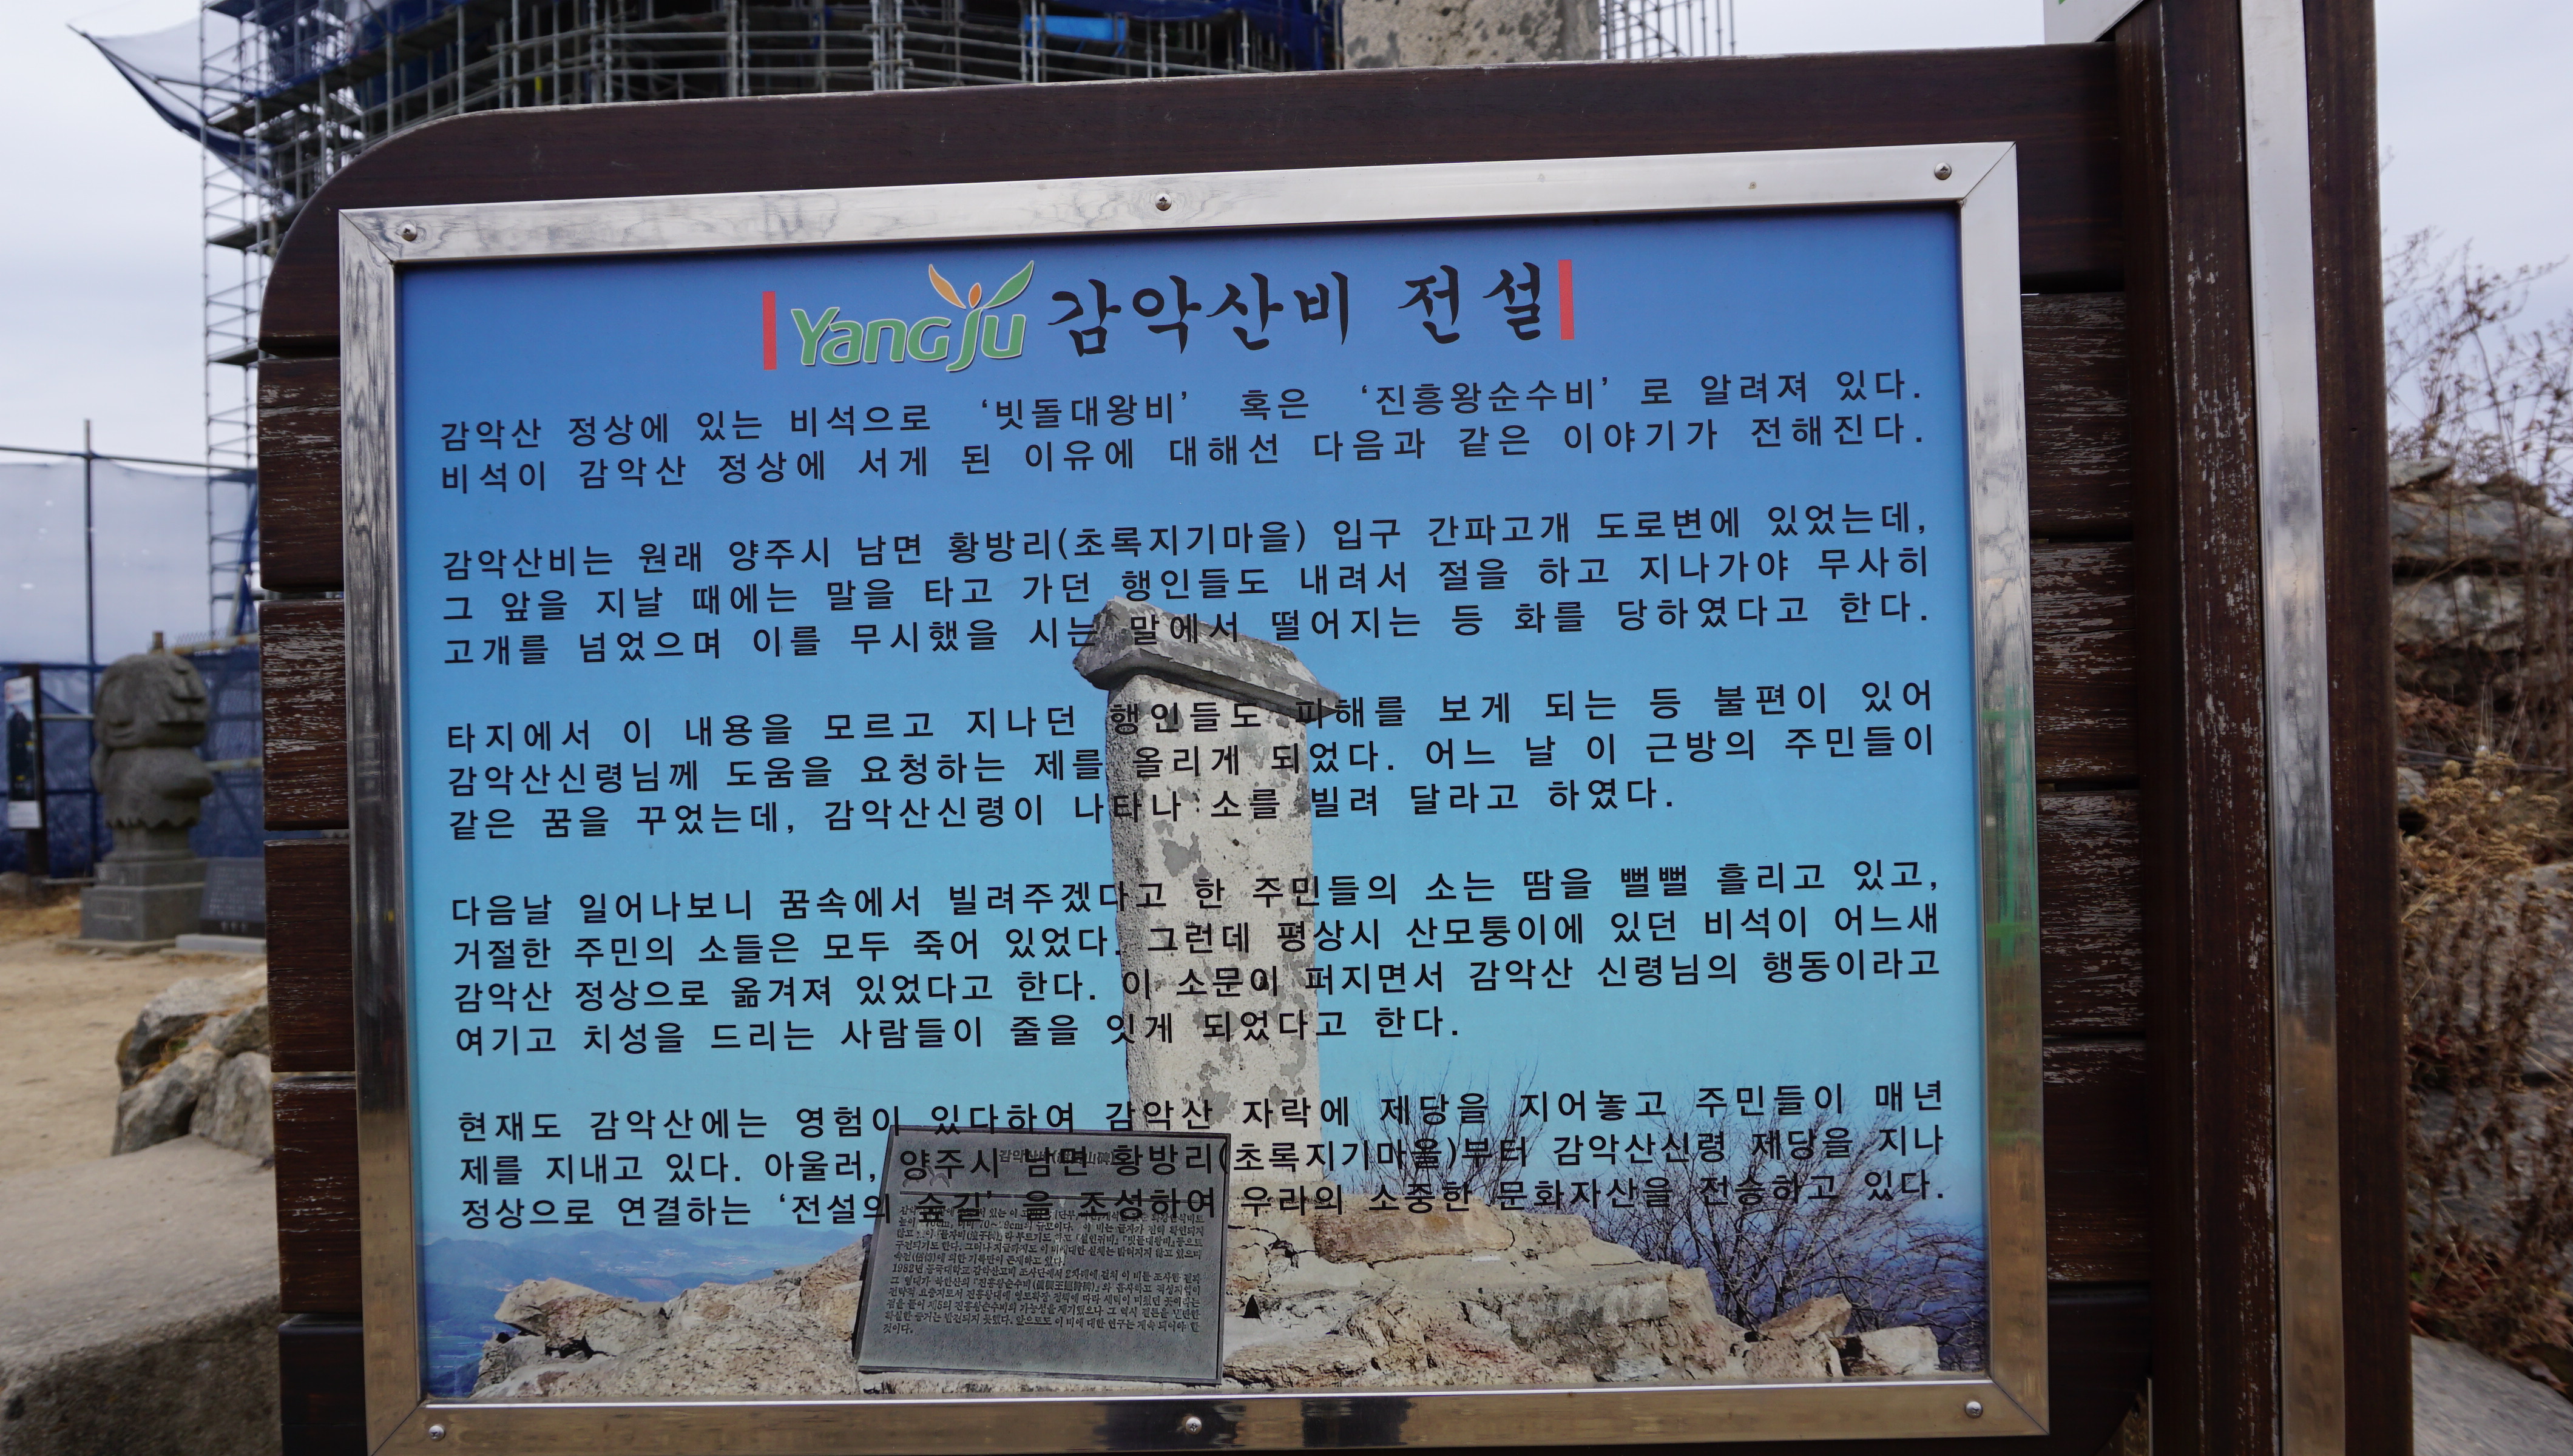 YangJu 감악산비 전설
감악산 정상에 있는 비석으로 ‘빗돌대왕비’ 혹은 ‘진흥왕순수비’로 알려져 있다.
비석이 감악산 정상에 서게 된 이유에 대해선 다음과 같은 이야기가 전해진다.
감악산비는 원래 양주시 남면 황방리(초록지기마을) 입구 간파고개 도로변에 있었는데,
그 앞을 지날 때에는 말을 타고 가던 행인들도 내려서 절을 하고 지나가야 무사히
고개를 넘었으며 이를 무시했을 시는 말에서 떨어지는 등 화를 당하였다고 한다.
타지에서 이 내용을 모르고 지나던 행인들도 피해를 보게 되는 등 불편이 있어
감악산신령님께 도움을 요청하는 제를 올리게 되었다. 어느 날 이 근방의 주민들이
같은 꿈을 꾸었는데, 감악산신령이 나타나 소를 빌려 달라고 하였다.
다음날 일어나보니 꿈속에서 빌려주겠다고 한 주민들의 소는 땀을 뻘뻘 흘리고 있고,
거절한 주민의 소들은 모두 죽어 있었다. 그런데 평상시 산모퉁이에 있던 비석이 어느새
감악산 정상으로 옮겨져 있었다고 한다. 이 소문이 퍼지면서 감악산 신령님의 행동이라고
여기고 치성을 드리는 사람들이 줄을 잇게 되었다고 한다.
현재도 감악산에는 영험이 있다하여 감악산 자락에 제당을 지어놓고 주민들이 매년
제를 지내고 있다. 아울러, 양주시 남면 황방리(초록지기마을)부터 감악산신령 제당을 지나
정상으로 연결하는 ‘전설의 숲길’을 조성하여 우리의 소중한 문화자산을 전승하고 있다.